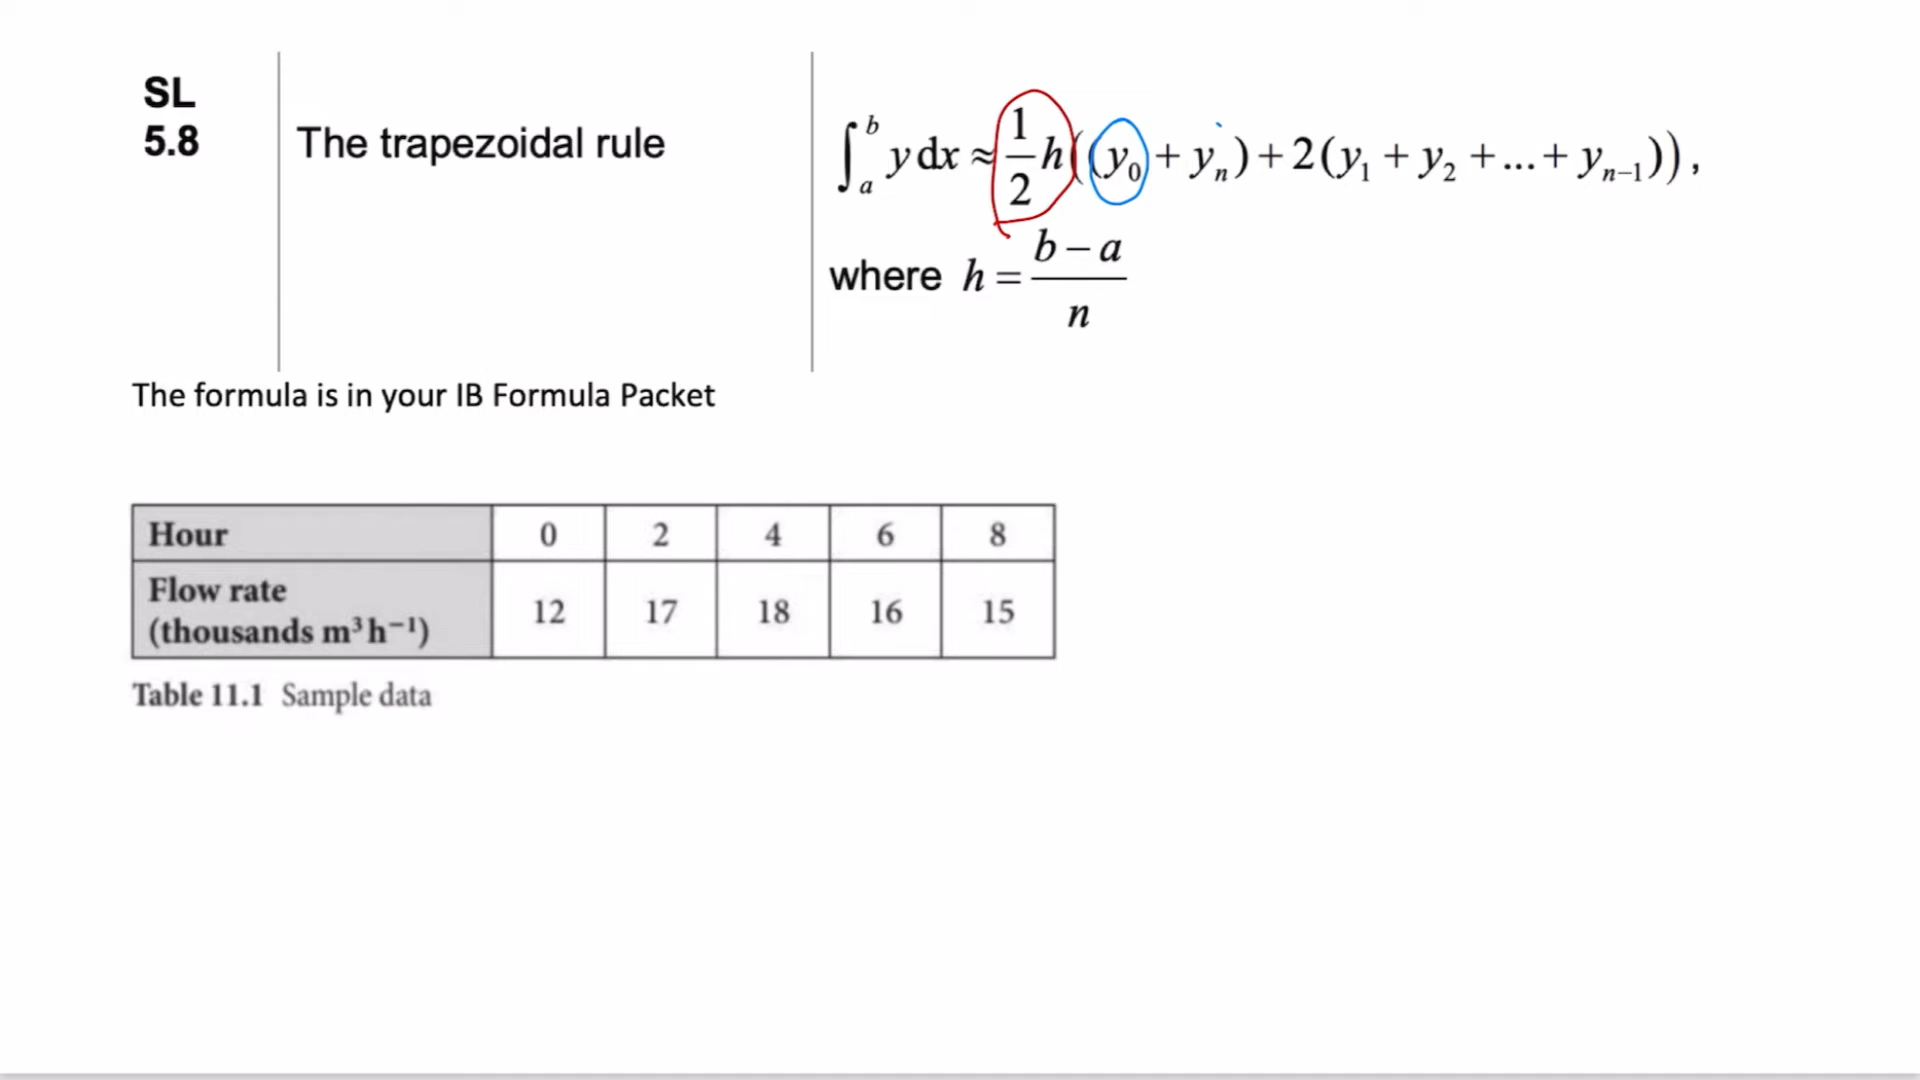 SL
5.8
The trapezoidal rule
∫ₐᵇ y dx ≈ 1/2 h((y₀ + yₙ) + 2(y₁ + y₂ + ... + yₙ₋₁)),
where h = (b − a)/n
The formula is in your IB Formula Packet
Hour 0 2 4 6 8
Flow rate
(thousands m³ h⁻¹) 12 17 18 16 15
Table 11.1 Sample data